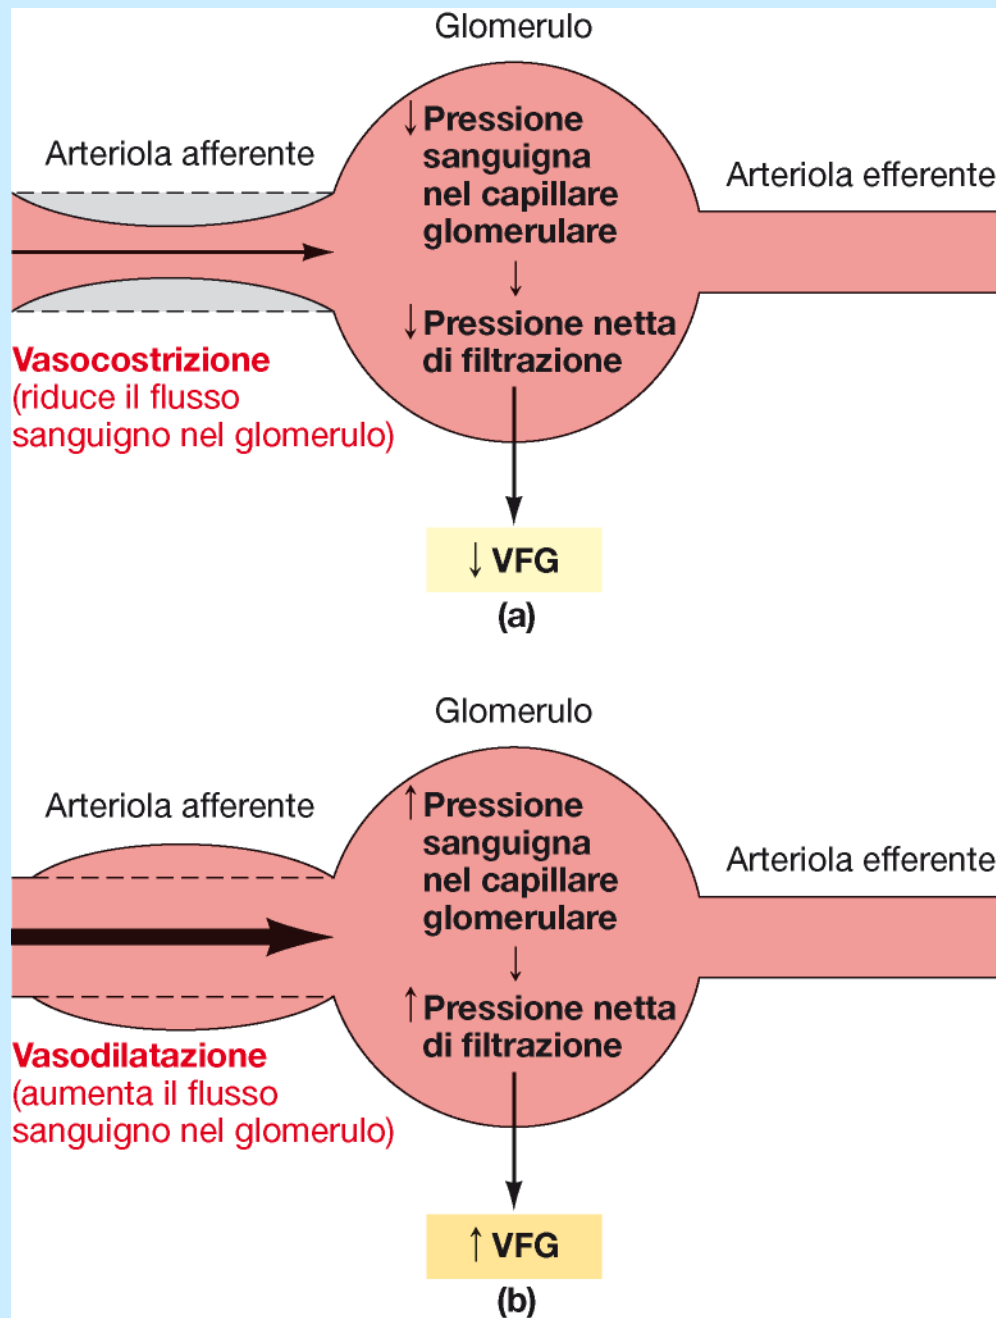 Glomerulo
↓ Pressione
sanguigna
nel capillare
glomerulare
↓
↓ Pressione netta
di filtrazione
Arteriola afferente
Arteriola efferente
Vasocostrizione
(riduce il flusso
sanguigno nel glomerulo)
↓ VFG
(a)
Glomerulo
↑ Pressione
sanguigna
nel capillare
glomerulare
↓
↑ Pressione netta
di filtrazione
Arteriola afferente
Arteriola efferente
Vasodilatazione
(aumenta il flusso
sanguigno nel glomerulo)
↑ VFG
(b)